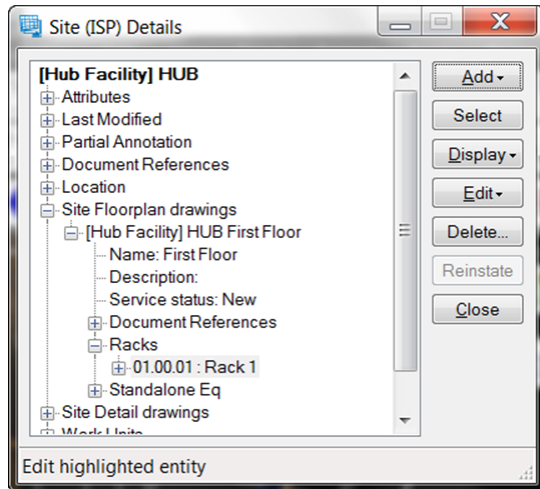 Site (ISP) Details
[Hub Facility] HUB
Attributes
Last Modified
Partial Annotation
Document References
Location
Site Floorplan drawings
[Hub Facility] HUB First Floor
Name: First Floor
Description:
Service status: New
Document References
Racks
01.00.01 : Rack 1
Standalone Eq
Site Detail drawings
Work Units
Add
Select
Display
Edit
Delete...
Reinstate
Close
Edit highlighted entity